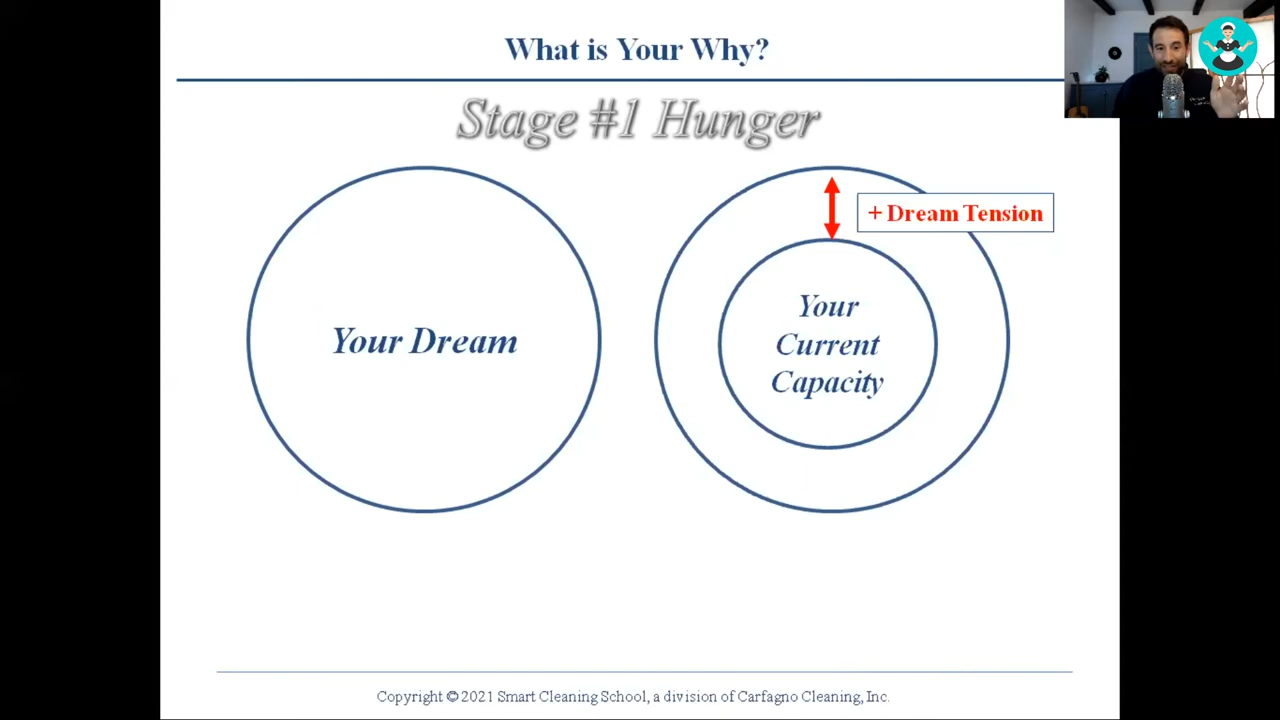 What is Your Why?
Stage #1 Hunger
+ Dream Tension
Your Dream
Your
Current
Capacity
Copyright © 2021 Smart Cleaning School, a division of Carfagno Cleaning, Inc.